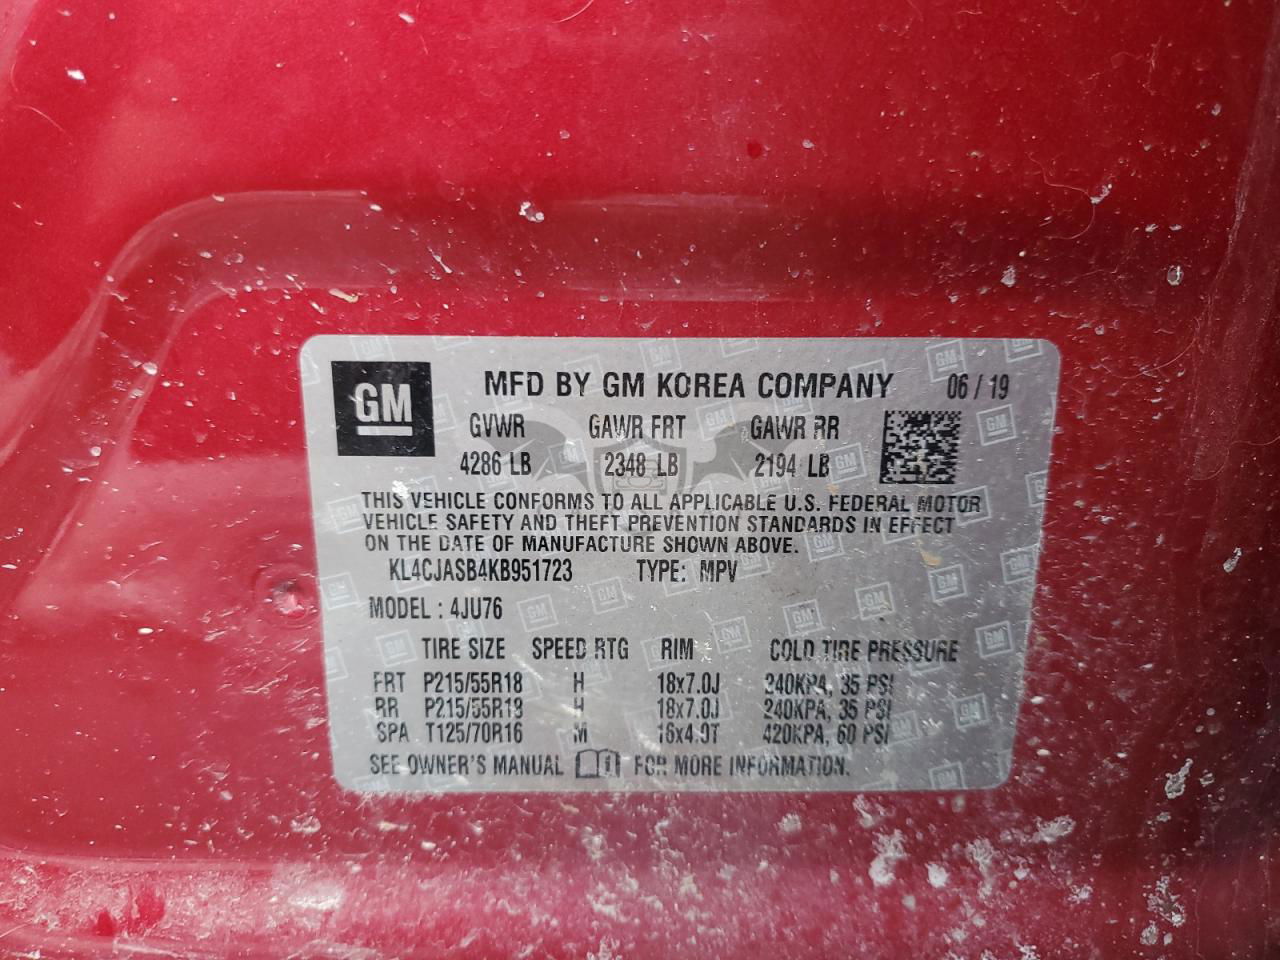 GM MFD BY GM KOREA COMPANY 06 / 19
GVWR GAWR FRT GAWR RR
4286 LB 2348 LB 2194 LB
THIS VEHICLE CONFORMS TO ALL APPLICABLE U.S. FEDERAL MOTOR
VEHICLE SAFETY AND THEFT PREVENTION STANDARDS IN EFFECT
ON THE DATE OF MANUFACTURE SHOWN ABOVE.
KL4CJASB4KB951723 TYPE: MPV
MODEL : 4JU76
TIRE SIZE SPEED RTG RIM COLD TIRE PRESSURE
FRT P215/55R18 H 18x7.0J 240KPA, 35 PSI
RR P215/55R18 H 18x7.0J 240KPA, 35 PSI
SPA T125/70R16 M 16x4.0T 420KPA, 60 PSI
SEE OWNER'S MANUAL FOR MORE INFORMATION.